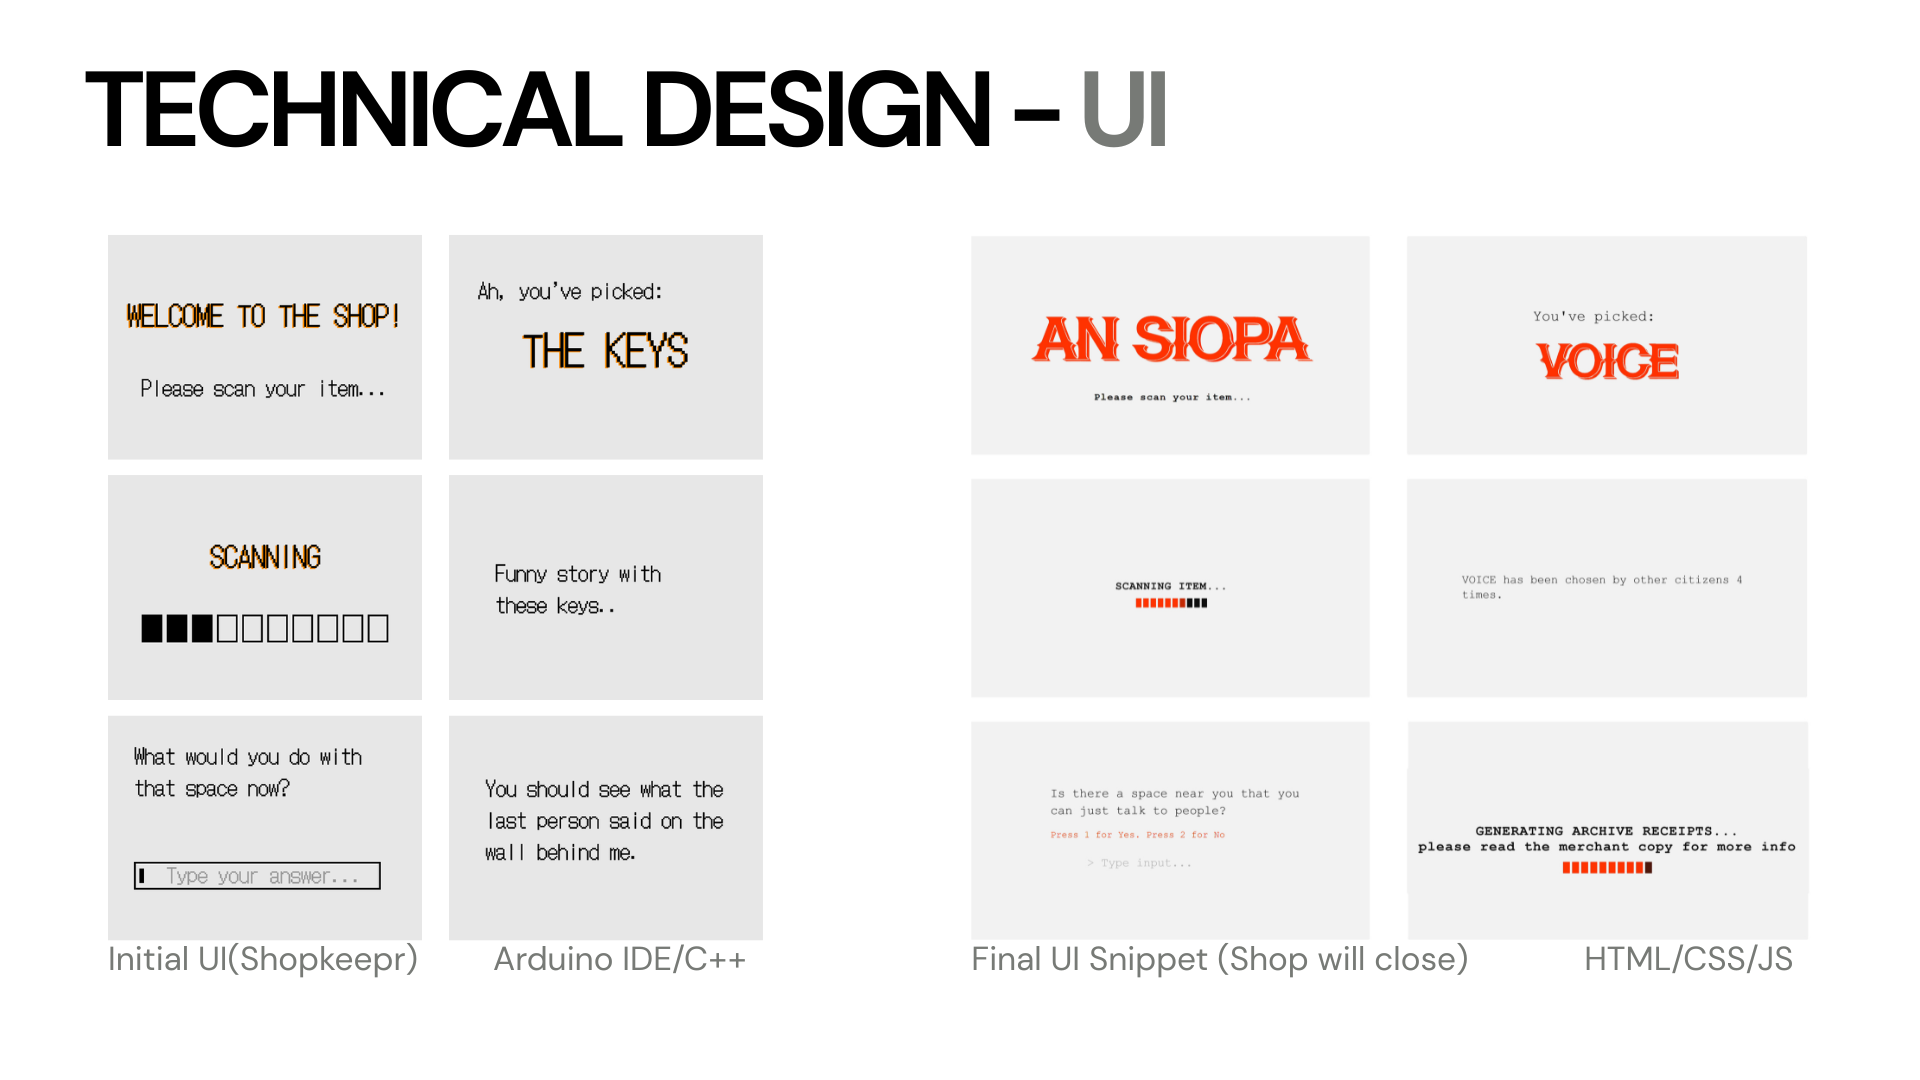 TECHNICAL DESIGN – UI
WELCOME TO THE SHOP!
Please scan your item...
Ah, you've picked:
THE KEYS
SCANNING
Funny story with
these keys..
What would you do with
that space now?
Type your answer...
You should see what the
last person said on the
wall behind me.
Initial UI(Shopkeepr)
Arduino IDE/C++
AN SIOPA
Please scan your item...
You've picked:
VOICE
SCANNING ITEM...
VOICE has been chosen by other citizens 4
times.
Is there a space near you that you
can just talk to people?
Press 1 for Yes. Press 2 for No
> Type input...
GENERATING ARCHIVE RECEIPTS...
please read the merchant copy for more info
Final UI Snippet (Shop will close)
HTML/CSS/JS